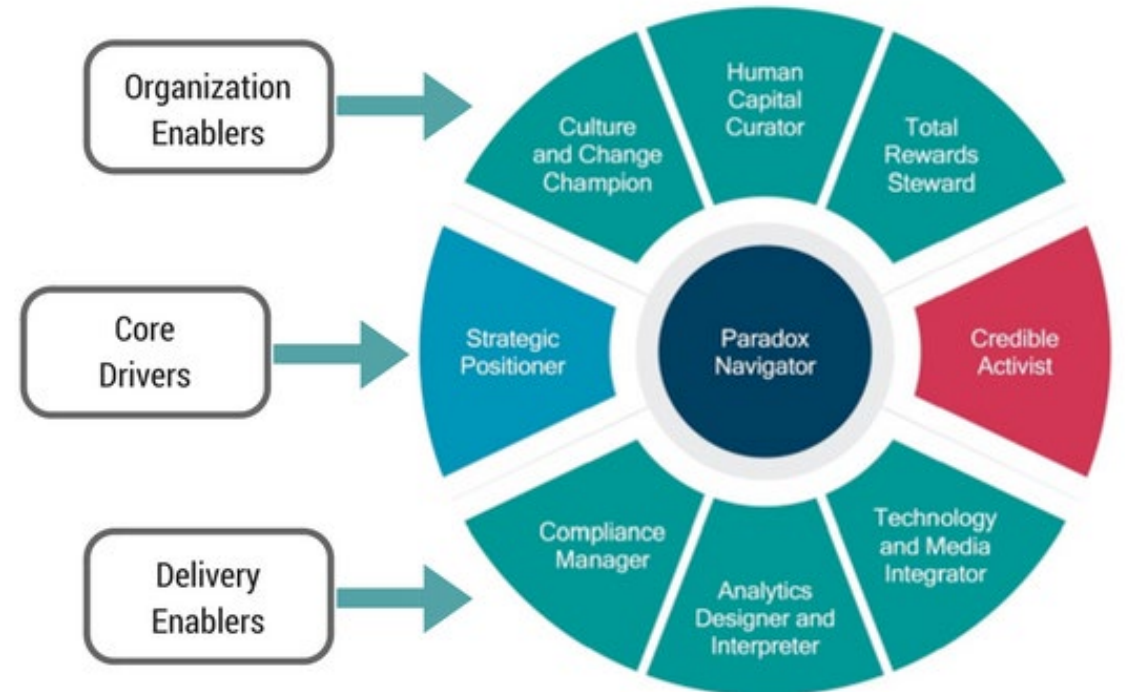 Organization
Enablers
Culture
and Change
Champion
Human
Capital
Curator
Total
Rewards
Steward
Core
Drivers
Strategic
Positioner
Paradox
Navigator
Credible
Activist
Delivery
Enablers
Compliance
Manager
Analytics
Designer and
Interpreter
Technology
and Media
Integrator